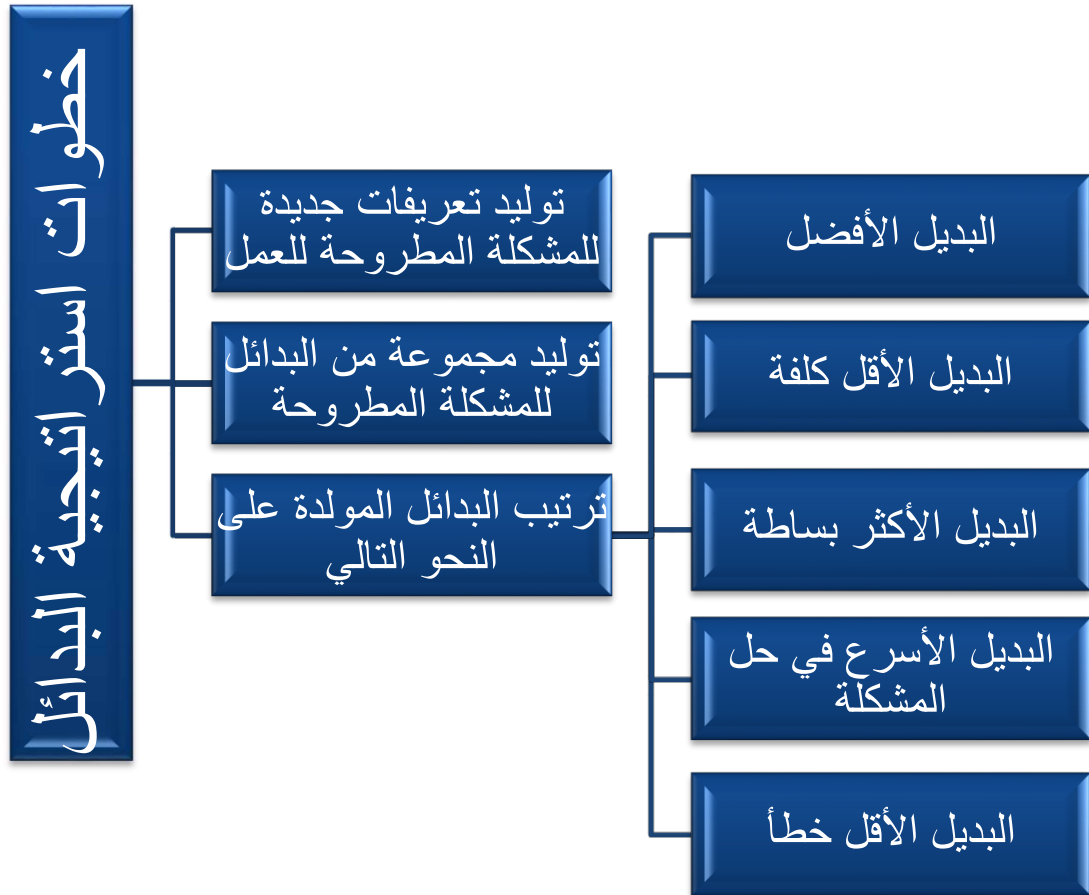 خطوات استراتيجية البدائل
توليد تعريفات جديدة
للمشكلة المطروحة للعمل
توليد مجموعة من البدائل
للمشكلة المطروحة
ترتيب البدائل المولدة على
النحو التالي
البديل الأفضل
البديل الأقل كلفة
البديل الأكثر بساطة
البديل الأسرع في حل
المشكلة
البديل الأقل خطأ